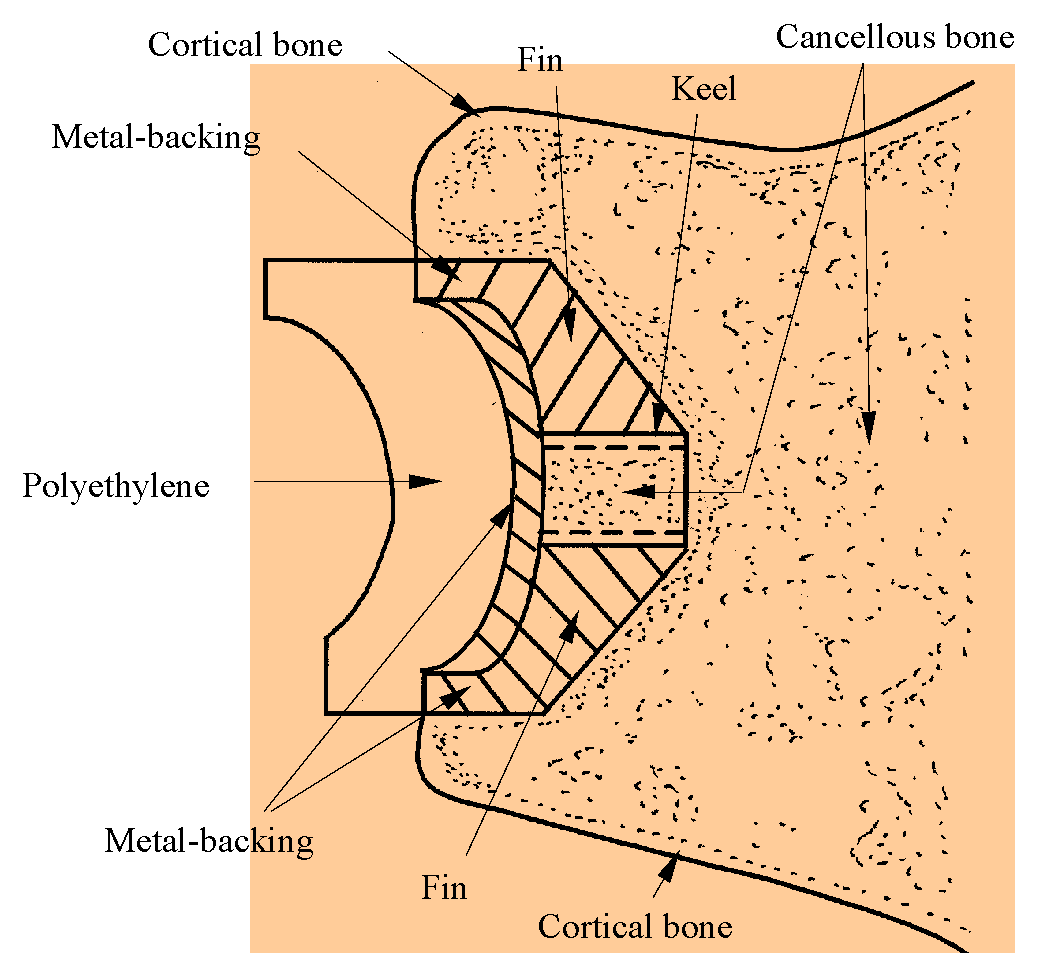 Cortical bone
Cancellous bone
Fin
Keel
Metal-backing
Polyethylene
Metal-backing
Fin
Cortical bone